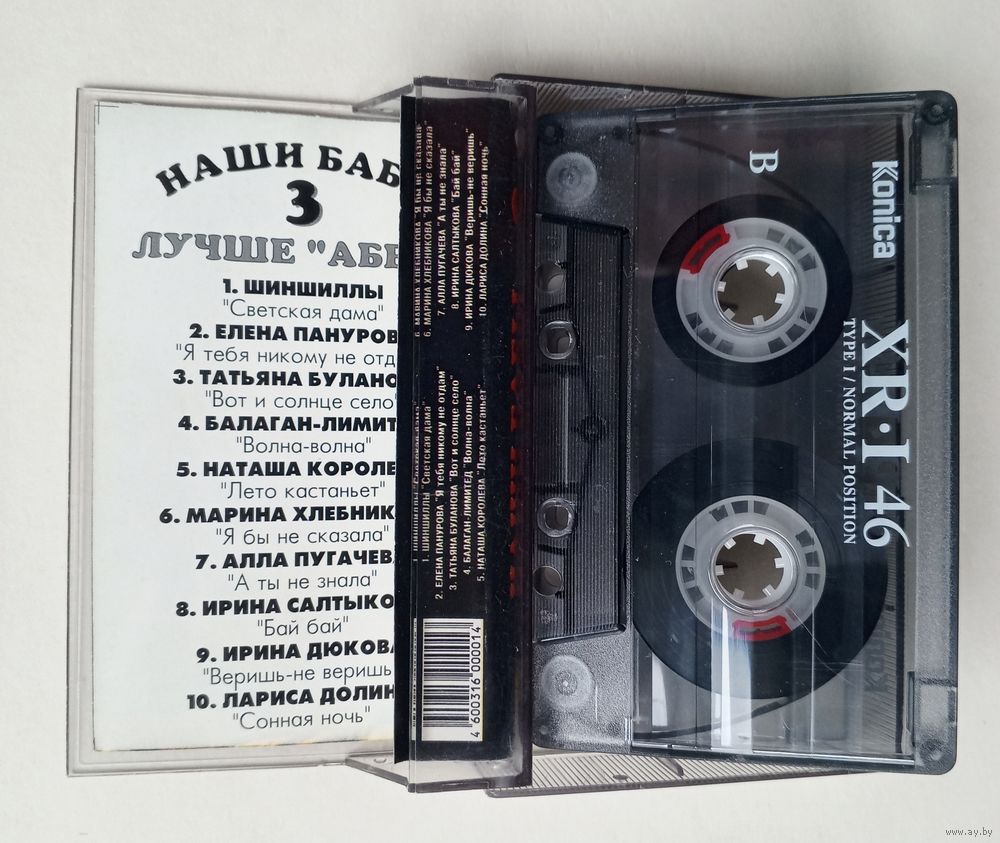 НАШИ БАБ
3
ЛУЧШЕ "АБ
1. ШИНШИЛЛЫ
"Светская дама"
2. ЕЛЕНА ПАНУРОВ
"Я тебя никому не отд
3. ТАТЬЯНА БУЛАНО
"Вот и солнце село"
4. БАЛАГАН-ЛИМИТ
"Волна-волна"
5. НАТАША КОРОЛЕ
"Лето кастаньет"
6. МАРИНА ХЛЕБНИК
"Я бы не сказала"
7. АЛЛА ПУГАЧЕВ
"А ты не знала"
8. ИРИНА САЛТЫКО
"Бай бай"
9. ИРИНА ДЮКОВА
"Веришь-не веришь
10. ЛАРИСА ДОЛИН
"Сонная ночь"
1. ШИНШИЛЛЫ "Светская дама"
2. ЕЛЕНА ПАНУРОВА "Я тебя никому не отдам"
3. ТАТЬЯНА БУЛАНОВА "Вот и солнце село"
4. БАЛАГАН-ЛИМИТЕД "Волна-волна"
5. НАТАША КОРОЛЕВА "Лето кастаньет"
6. МАРИНА ХЛЕБНИКОВА "Я бы не сказала"
7. АЛЛА ПУГАЧЕВА "А ты не знала"
8. ИРИНА САЛТЫКОВА "Бай бай"
9. ИРИНА ДЮКОВА "Веришь-не веришь"
10. ЛАРИСА ДОЛИНА "Сонная ночь"
4 600316 000014
B
Konica
XR·I 46
TYPE I / NORMAL POSITION
www.ay.by